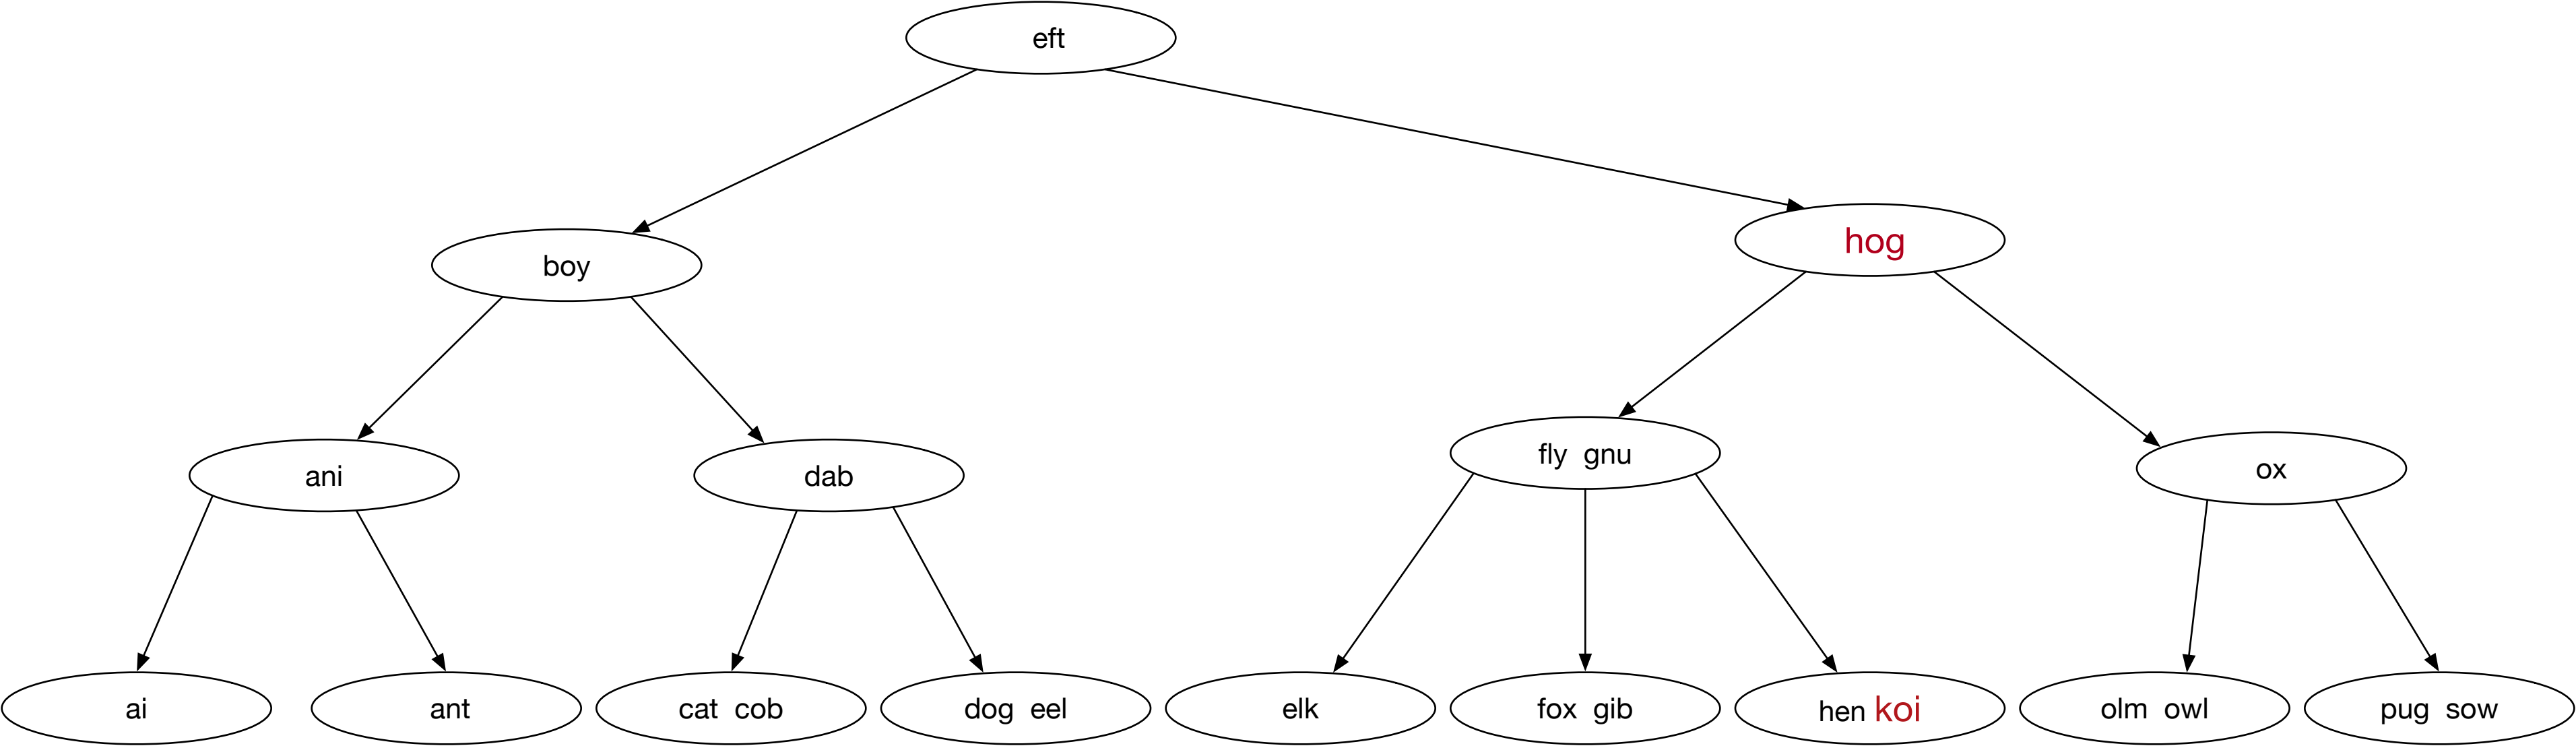 eft
boy
hog
ani
dab
fly gnu
ox
ai
ant
cat cob
dog eel
elk
fox gib
hen koi
olm owl
pug sow